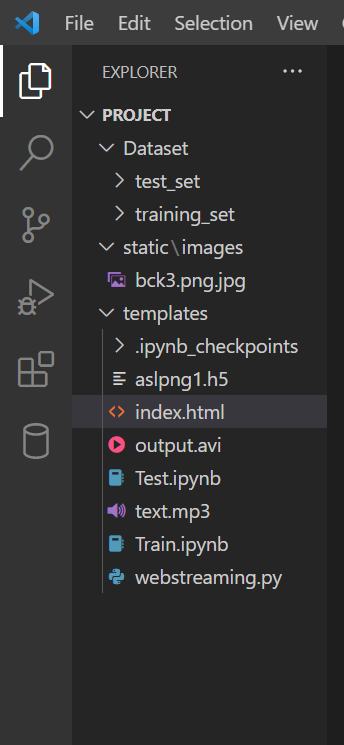 File Edit Selection View
EXPLORER ...
PROJECT
Dataset
test_set
training_set
static\images
bck3.png.jpg
templates
.ipynb_checkpoints
aslpng1.h5
index.html
output.avi
Test.ipynb
text.mp3
Train.ipynb
webstreaming.py